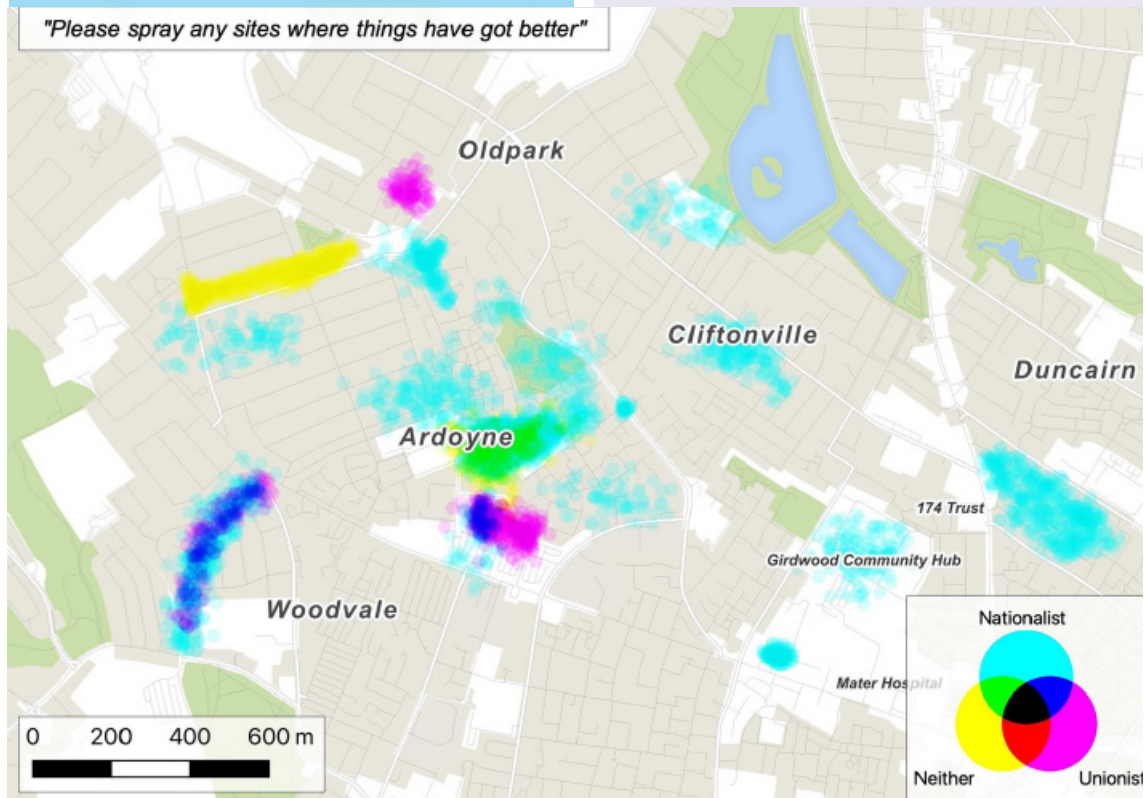 "Please spray any sites where things have got better"
Oldpark
Cliftonville
Duncairn
Ardoyne
174 Trust
Girdwood Community Hub
Woodvale
Mater Hospital
Nationalist
Neither
Unionist
0 200 400 600 m